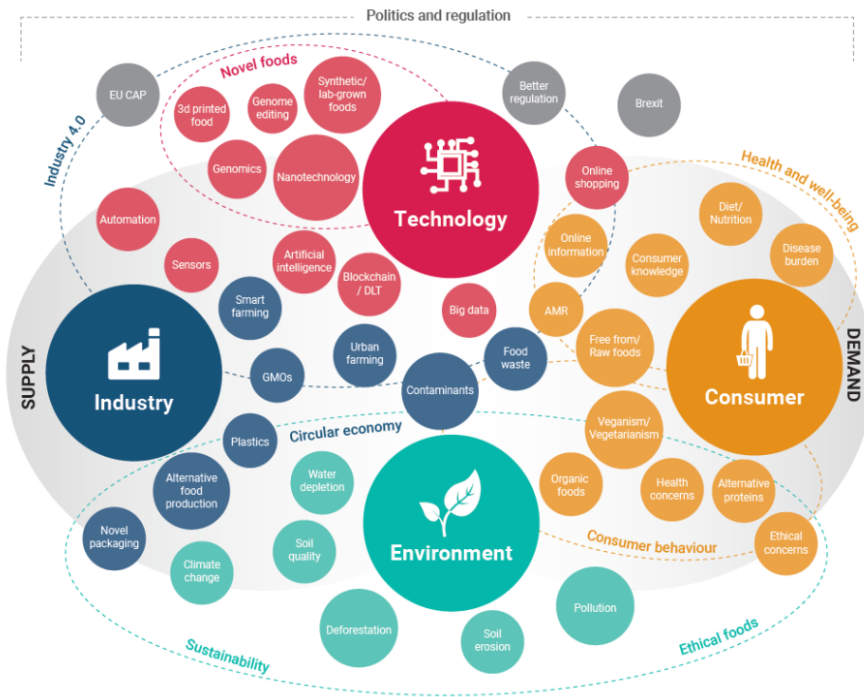 Politics and regulation
Novel foods
EU CAP
3d printed
food
Genome
editing
Synthetic/
lab-grown
foods
Better
regulation
Brexit
Industry 4.0
Genomics
Nanotechnology
Technology
Online
shopping
Health and well-being
Automation
Sensors
Artificial
intelligence
Blockchain
/ DLT
Big data
Online
information
Consumer
knowledge
Diet/
Nutrition
Disease
burden
AMR
Smart
farming
Urban
farming
GMOs
Food
waste
Contaminants
Free from/
Raw foods
SUPPLY
Industry
Consumer
DEMAND
Plastics
Circular economy
Veganism/
Vegetarianism
Alternative
food
production
Water
depletion
Organic
foods
Health
concerns
Alternative
proteins
Novel
packaging
Climate
change
Soil
quality
Environment
Consumer behaviour
Ethical
concerns
Deforestation
Soil
erosion
Pollution
Sustainability
Ethical foods